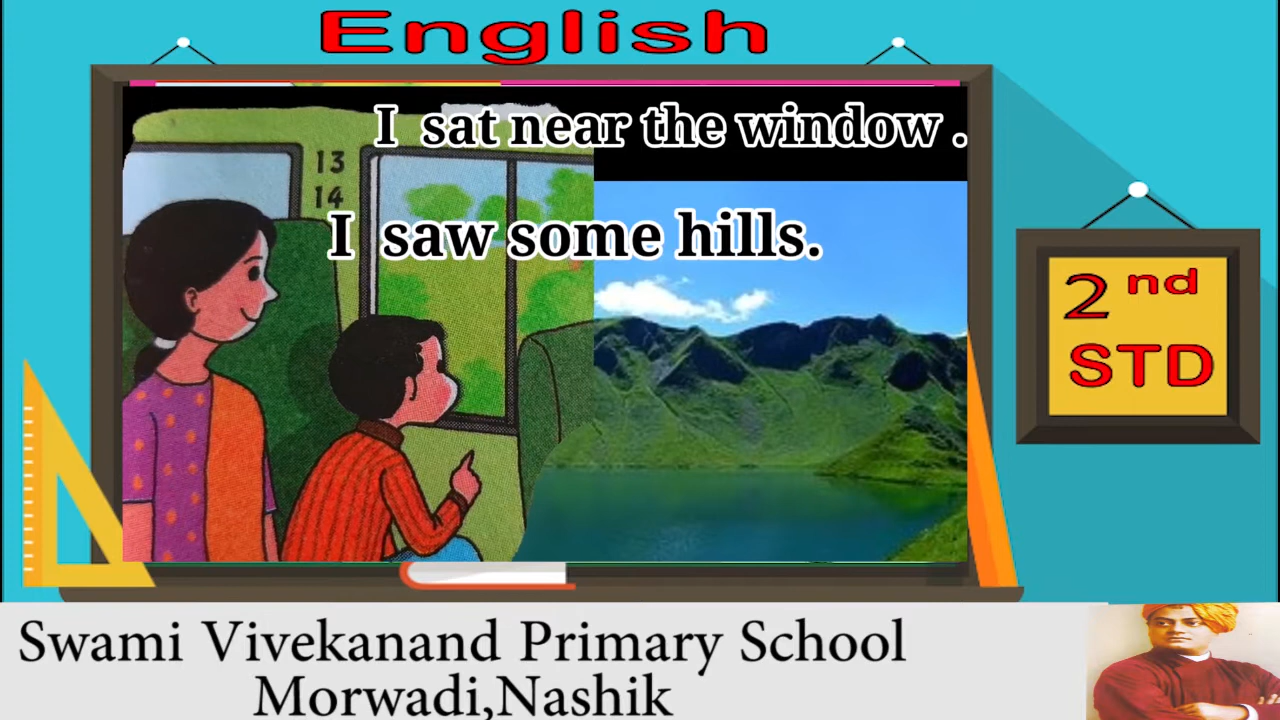 English
I sat near the window .
13
14
I saw some hills.
2nd
STD
Swami Vivekanand Primary School
Morwadi,Nashik